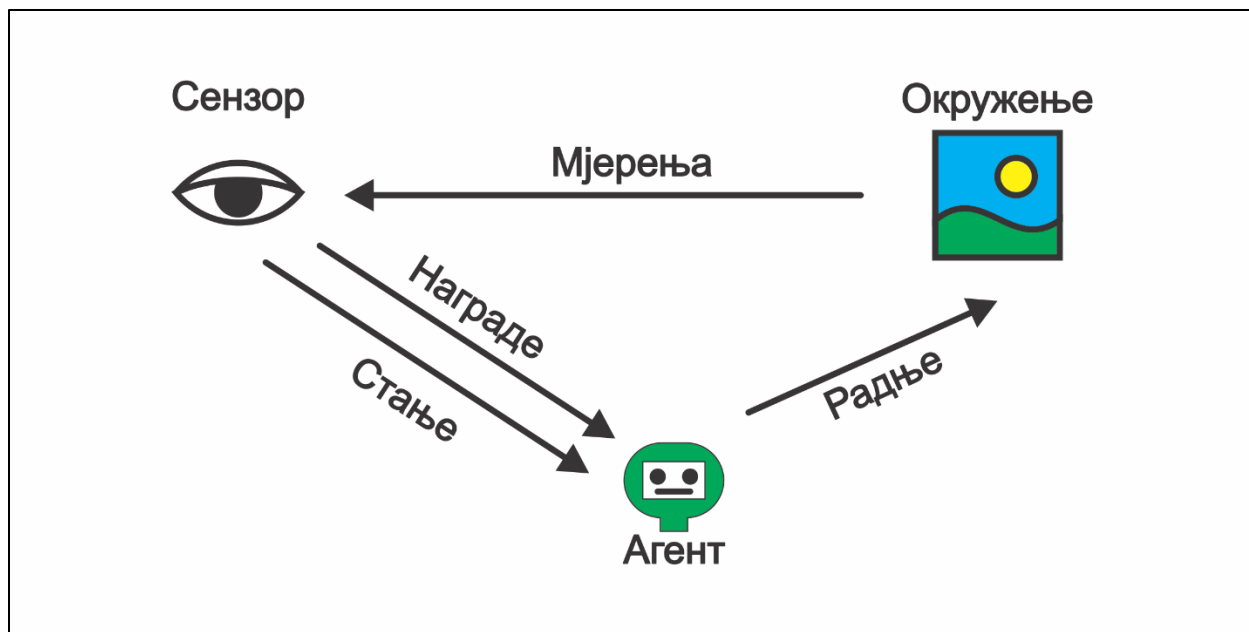 Сензор
Окружење
Мјерења
Награде
Стање
Радње
Агент